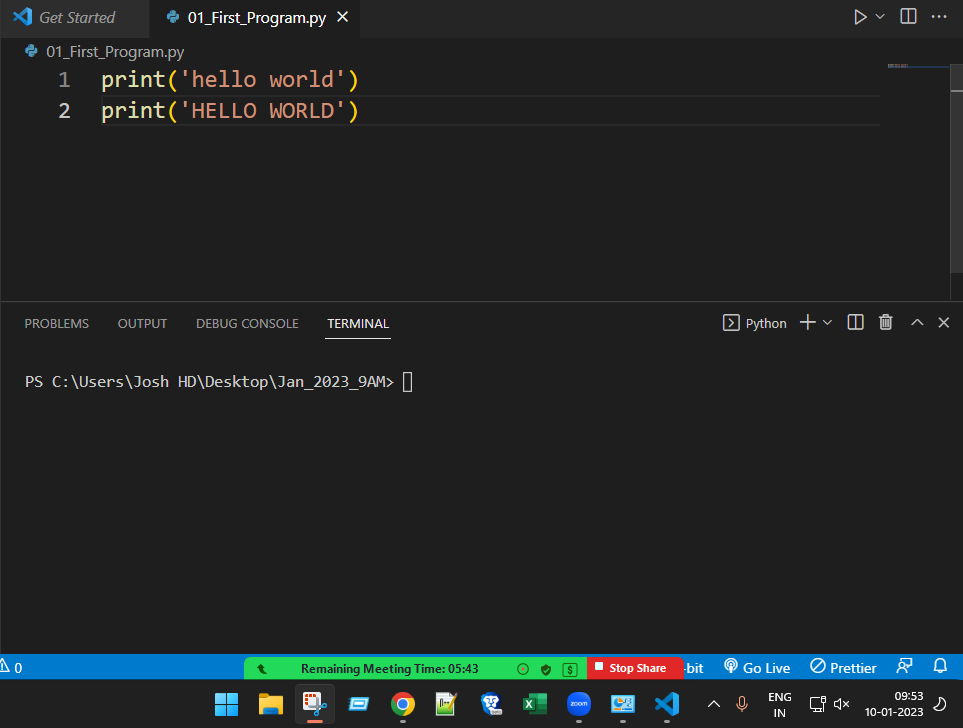 Get Started 01_First_Program.py
01_First_Program.py
1 print('hello world')
2 print('HELLO WORLD')
PROBLEMS OUTPUT DEBUG CONSOLE TERMINAL Python
PS C:\Users\Josh HD\Desktop\Jan_2023_9AM>
0 Remaining Meeting Time: 05:43 $ Stop Share -bit Go Live Prettier
zoom
ENG
IN
09:53
10-01-2023